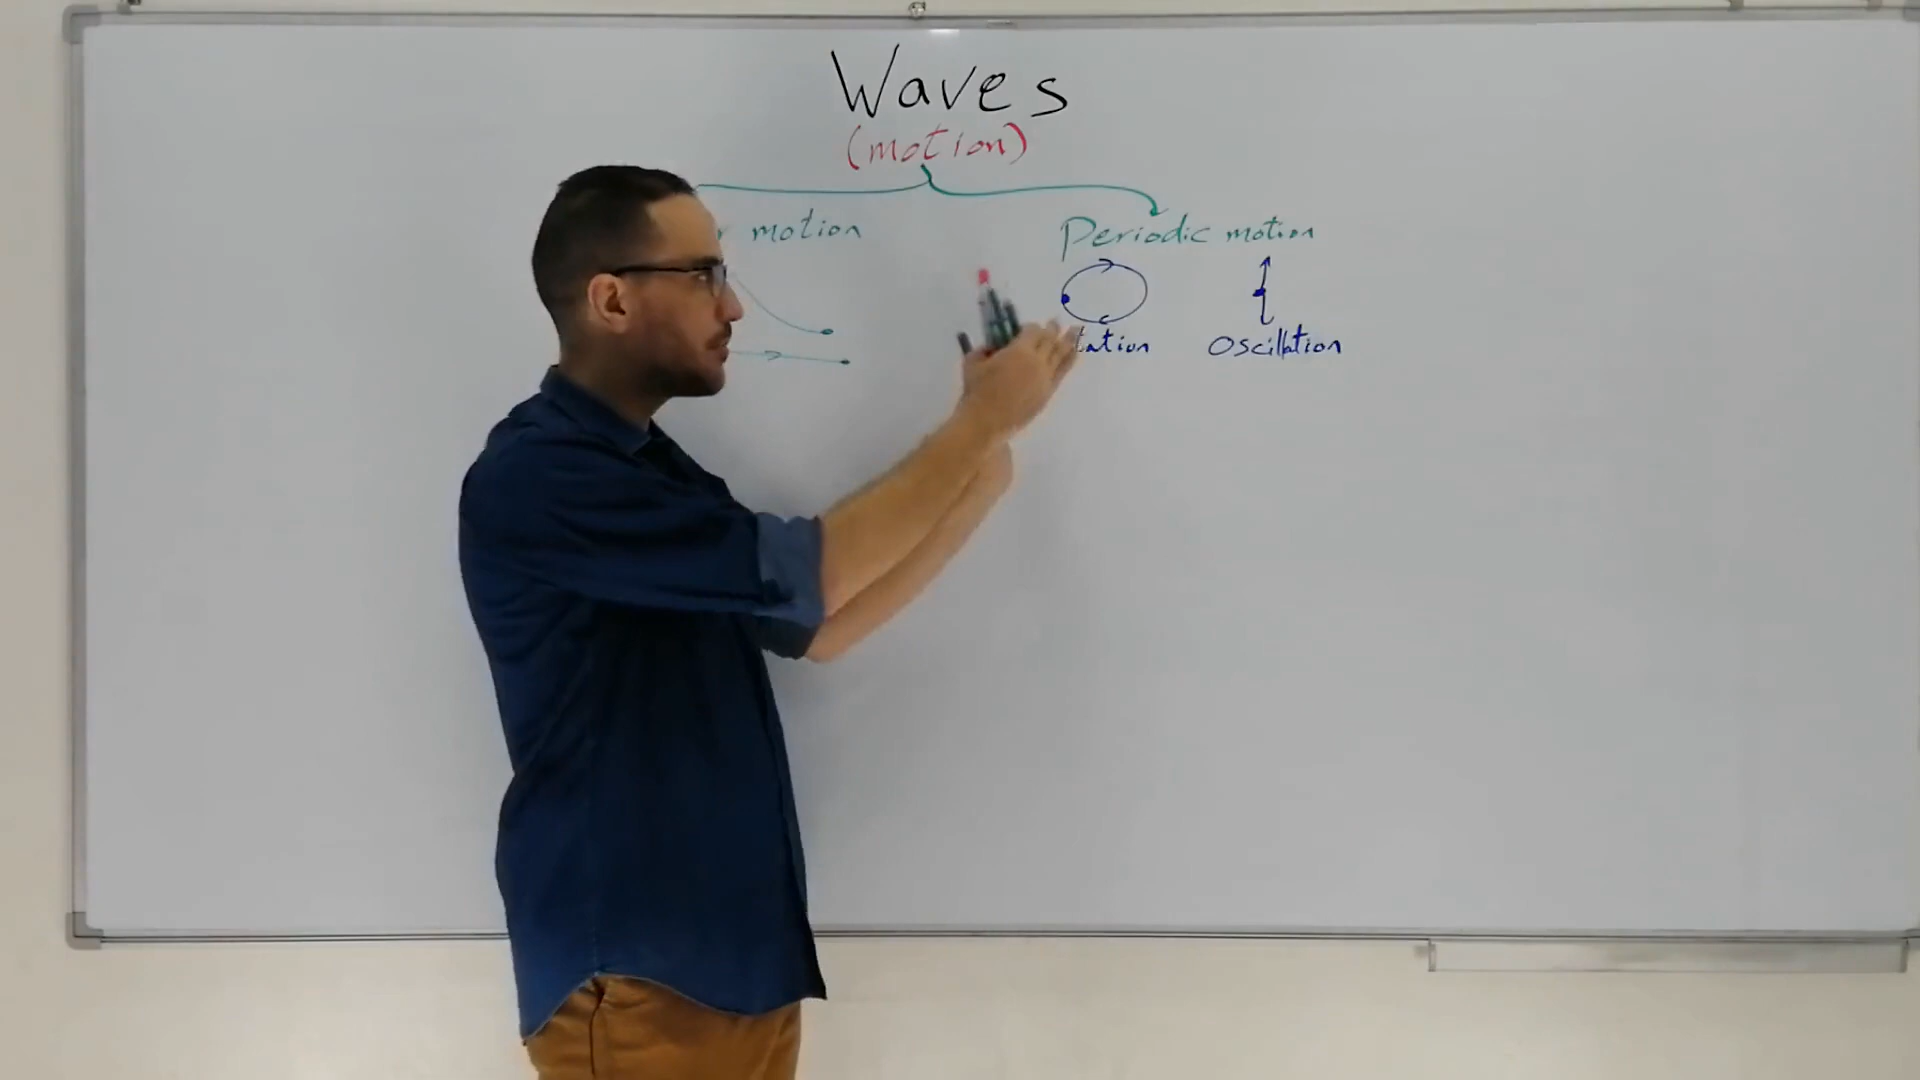 Waves
(motion)
motion
Periodic motion
Oscillation